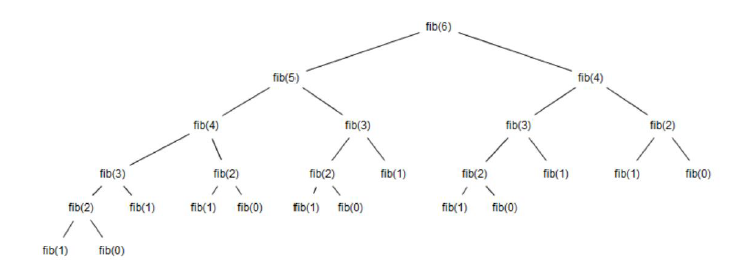 fib(6)
fib(5) fib(4)
fib(4) fib(3) fib(3) fib(2)
fib(3) fib(2) fib(2) fib(1) fib(2) fib(1) fib(1) fib(0)
fib(2) fib(1) fib(1) fib(0) fib(1) fib(0) fib(1) fib(0)
fib(1) fib(0)